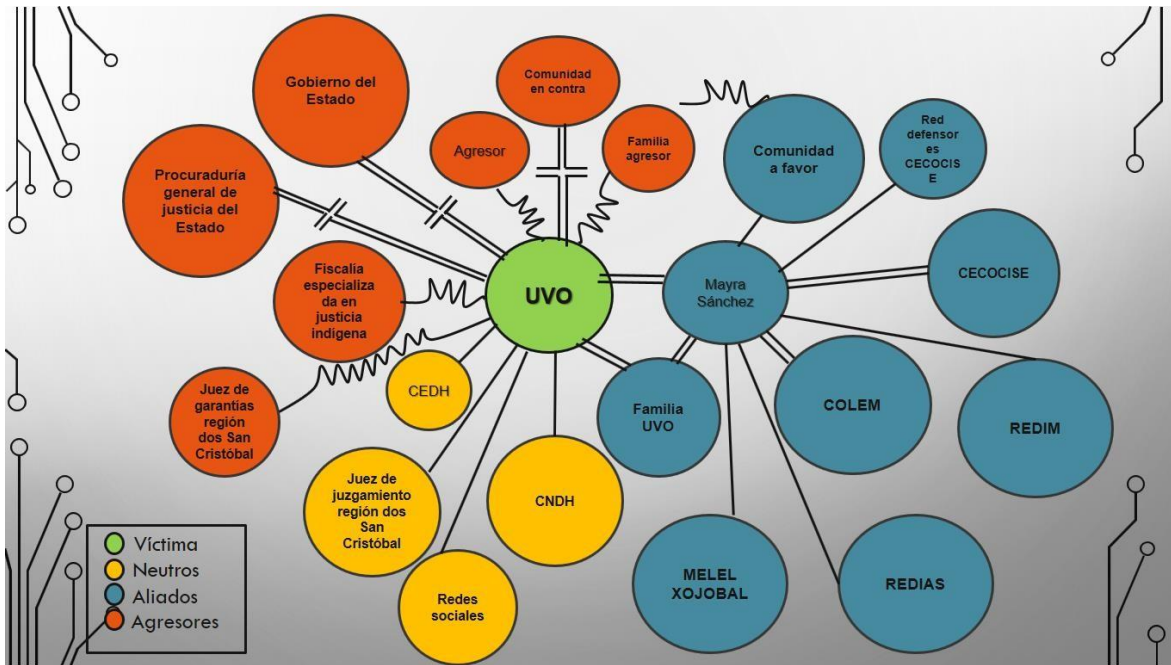 Gobierno del
Estado
Comunidad
en contra
Agresor
Familia
agresor
Comunidad
a favor
Red
defensor
es
CECOCIS
E
Procuraduría
general de
justicia del
Estado
Fiscalía
especializa
da en
justicia
indígena
UVO
Mayra
Sánchez
CECOCISE
Juez de
garantías
región
dos San
Cristóbal
CEDH
Familia
UVO
COLEM
REDIM
Juez de
juzgamiento
región dos
San
Cristóbal
CNDH
Redes
sociales
MELEL
XOJOBAL
REDIAS
Víctima
Neutros
Aliados
Agresores